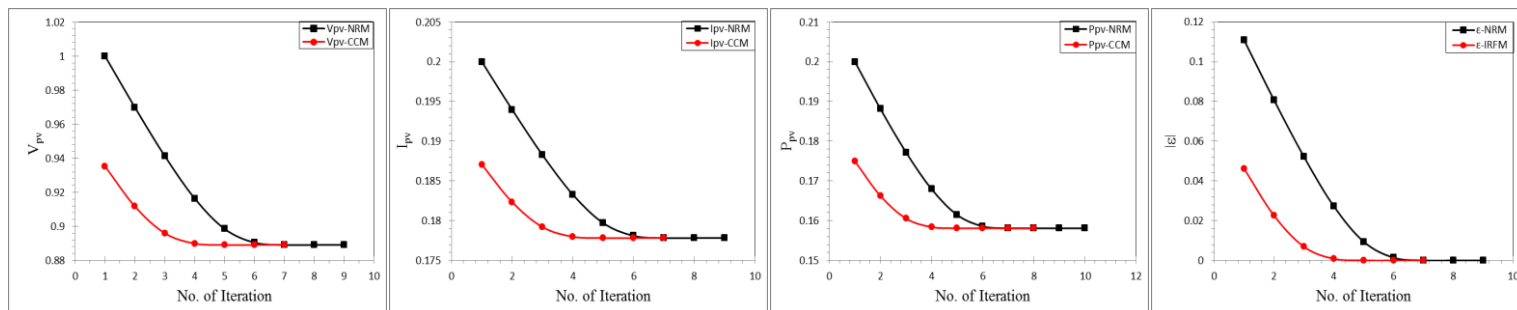 1.02
1
0.98
0.96
0.94
0.92
0.9
0.88
0 1 2 3 4 5 6 7 8 9 10
Vpv
No. of Iteration
Vpv-NRM
Vpv-CCM
0.205
0.2
0.195
0.19
0.185
0.18
0.175
0 2 4 6 8 10
Ipv
No. of Iteration
Ipv-NRM
Ipv-CCM
0.21
0.2
0.19
0.18
0.17
0.16
0.15
0 2 4 6 8 10 12
Ppv
No. of Iteration
Ppv-NRM
Ppv-CCM
0.12
0.1
0.08
0.06
0.04
0.02
0
0 2 4 6 8 10
|ε|
No. of Iteration
ε-NRM
ε-IRFM